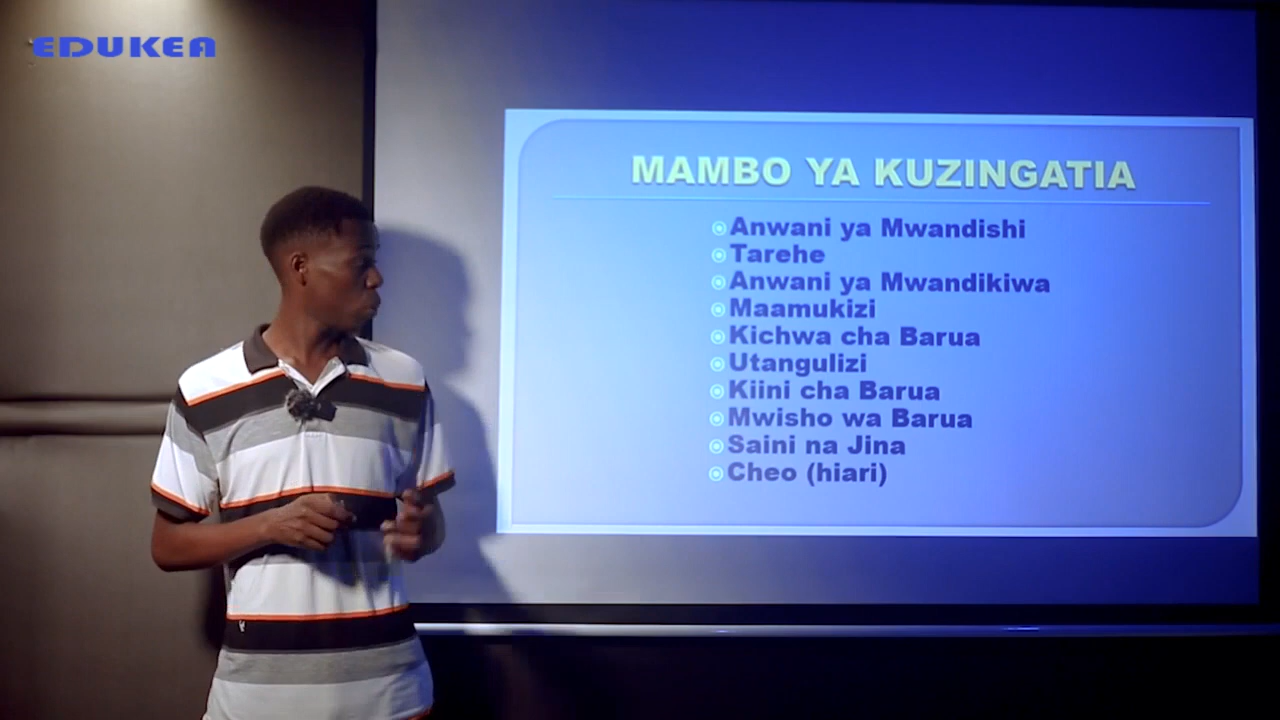 EDUKEA
MAMBO YA KUZINGATIA
Anwani ya Mwandishi
Tarehe
Anwani ya Mwandikiwa
Maamukizi
Kichwa cha Barua
Utangulizi
Kiini cha Barua
Mwisho wa Barua
Saini na Jina
Cheo (hiari)